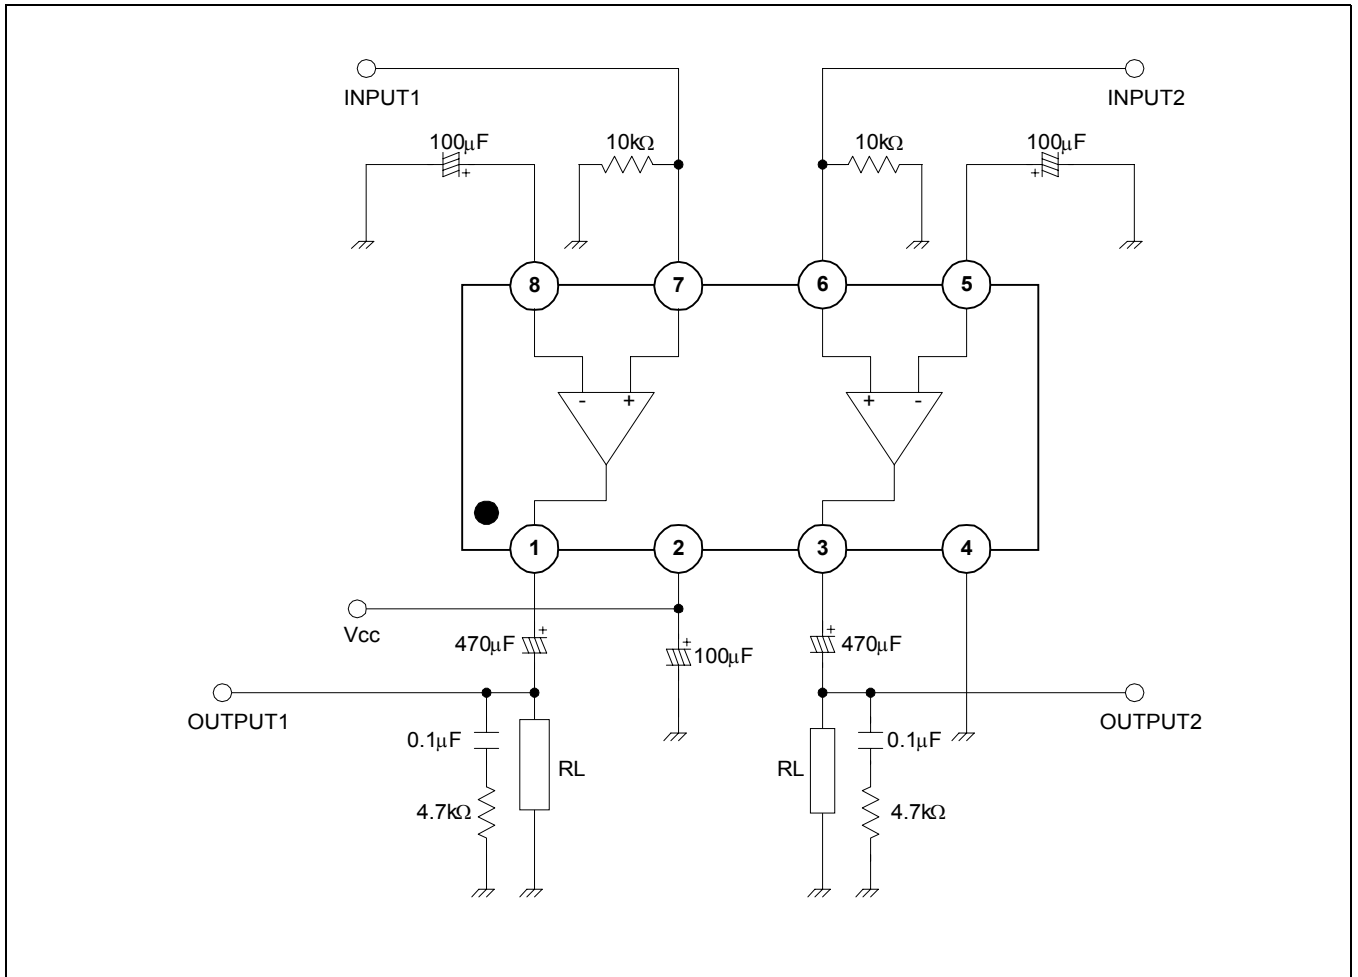 INPUT1
INPUT2
100μF
10kΩ
10kΩ
100μF
+
+
8
7
6
5
- +
+ -
1
2
3
4
Vcc
470μF
+
+
100μF
+
470μF
OUTPUT1
OUTPUT2
0.1μF
RL
RL
0.1μF
4.7kΩ
4.7kΩ